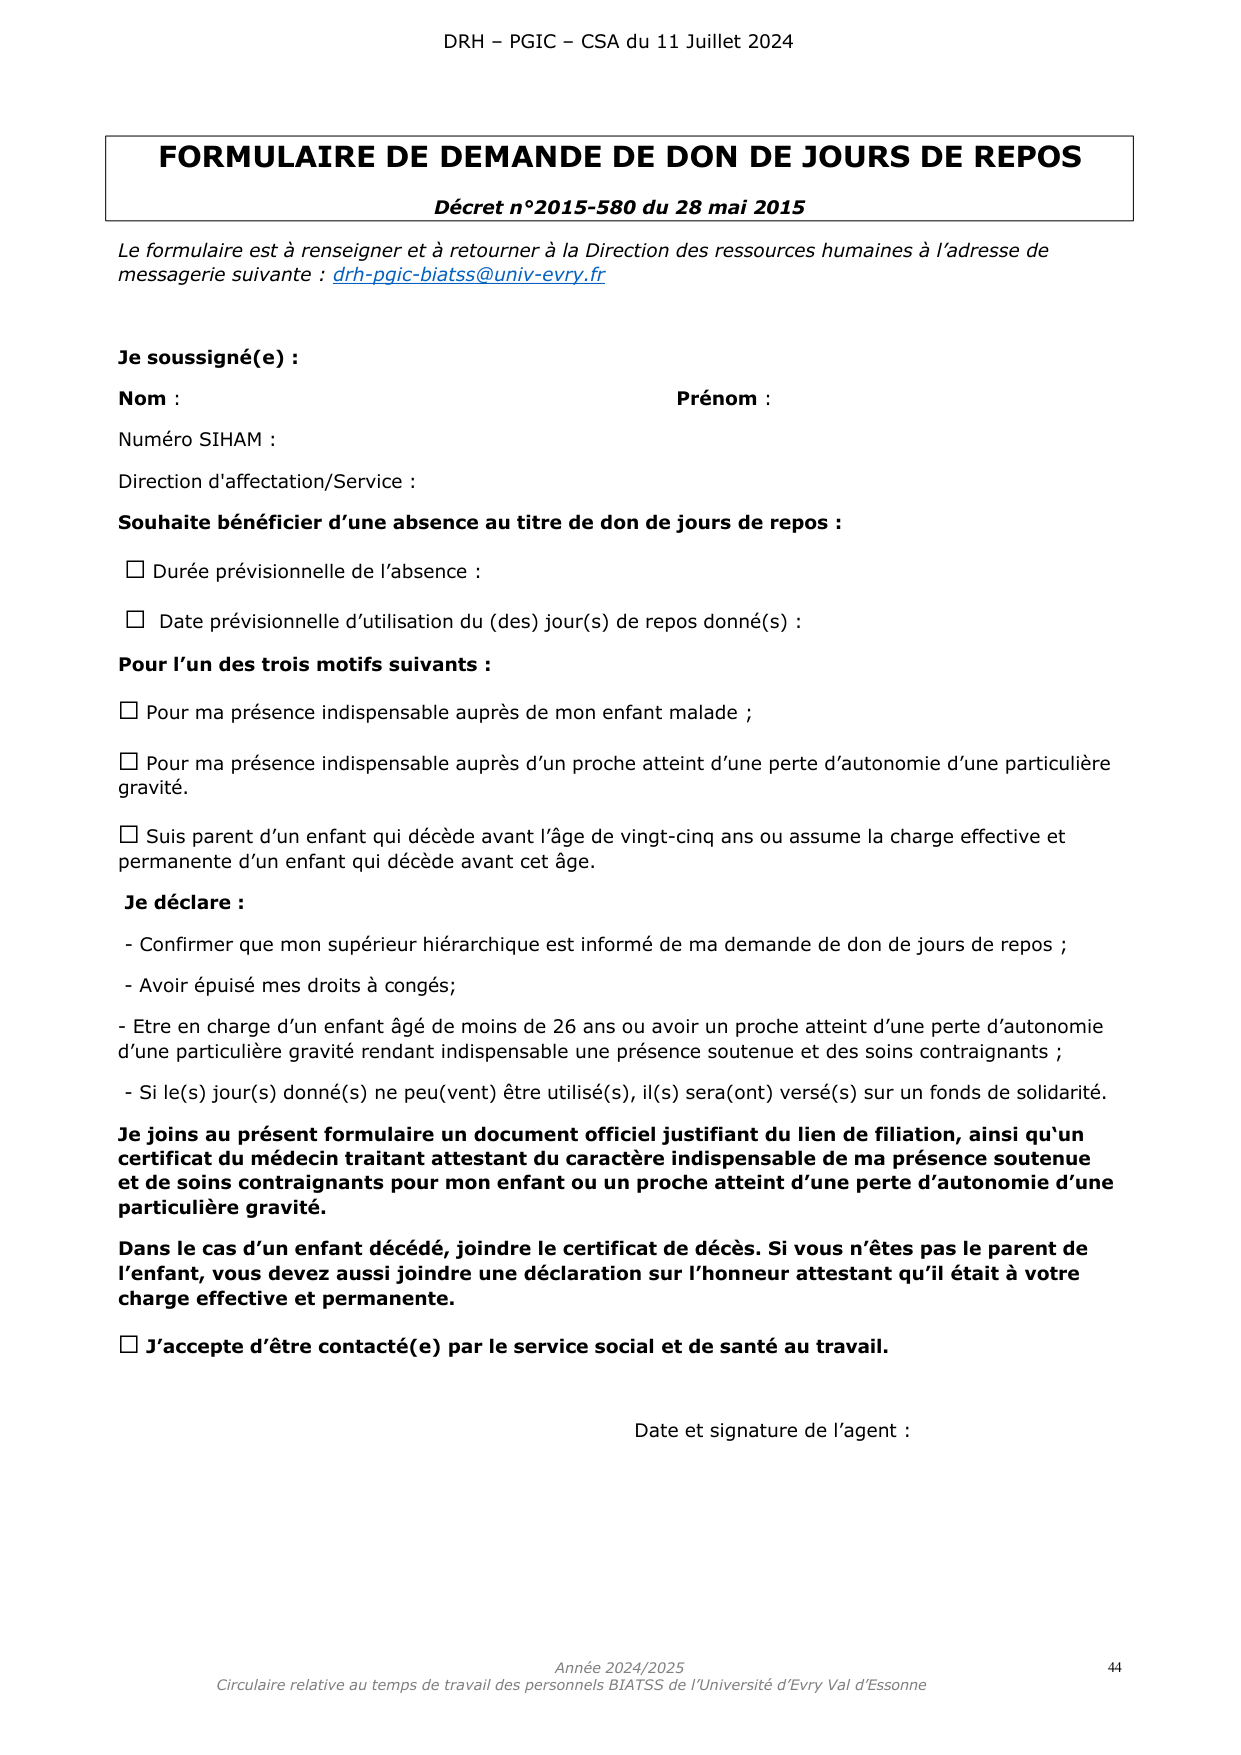 DRH – PGIC – CSA du 11 Juillet 2024
FORMULAIRE DE DEMANDE DE DON DE JOURS DE REPOS
Décret n°2015-580 du 28 mai 2015
Le formulaire est à renseigner et à retourner à la Direction des ressources humaines à l’adresse de
messagerie suivante : drh-pgic-biatss@univ-evry.fr
Je soussigné(e) :
Nom : Prénom :
Numéro SIHAM :
Direction d'affectation/Service :
Souhaite bénéficier d’une absence au titre de don de jours de repos :
☐ Durée prévisionnelle de l’absence :
☐ Date prévisionnelle d’utilisation du (des) jour(s) de repos donné(s) :
Pour l’un des trois motifs suivants :
☐ Pour ma présence indispensable auprès de mon enfant malade ;
☐ Pour ma présence indispensable auprès d’un proche atteint d’une perte d’autonomie d’une particulière
gravité.
☐ Suis parent d’un enfant qui décède avant l’âge de vingt-cinq ans ou assume la charge effective et
permanente d’un enfant qui décède avant cet âge.
Je déclare :
- Confirmer que mon supérieur hiérarchique est informé de ma demande de don de jours de repos ;
- Avoir épuisé mes droits à congés;
- Etre en charge d’un enfant âgé de moins de 26 ans ou avoir un proche atteint d’une perte d’autonomie
d’une particulière gravité rendant indispensable une présence soutenue et des soins contraignants ;
- Si le(s) jour(s) donné(s) ne peu(vent) être utilisé(s), il(s) sera(ont) versé(s) sur un fonds de solidarité.
Je joins au présent formulaire un document officiel justifiant du lien de filiation, ainsi qu‘un
certificat du médecin traitant attestant du caractère indispensable de ma présence soutenue
et de soins contraignants pour mon enfant ou un proche atteint d’une perte d’autonomie d’une
particulière gravité.
Dans le cas d’un enfant décédé, joindre le certificat de décès. Si vous n’êtes pas le parent de
l’enfant, vous devez aussi joindre une déclaration sur l’honneur attestant qu’il était à votre
charge effective et permanente.
☐ J’accepte d’être contacté(e) par le service social et de santé au travail.
Date et signature de l’agent :
Année 2024/2025 44
Circulaire relative au temps de travail des personnels BIATSS de l’Université d’Evry Val d’Essonne